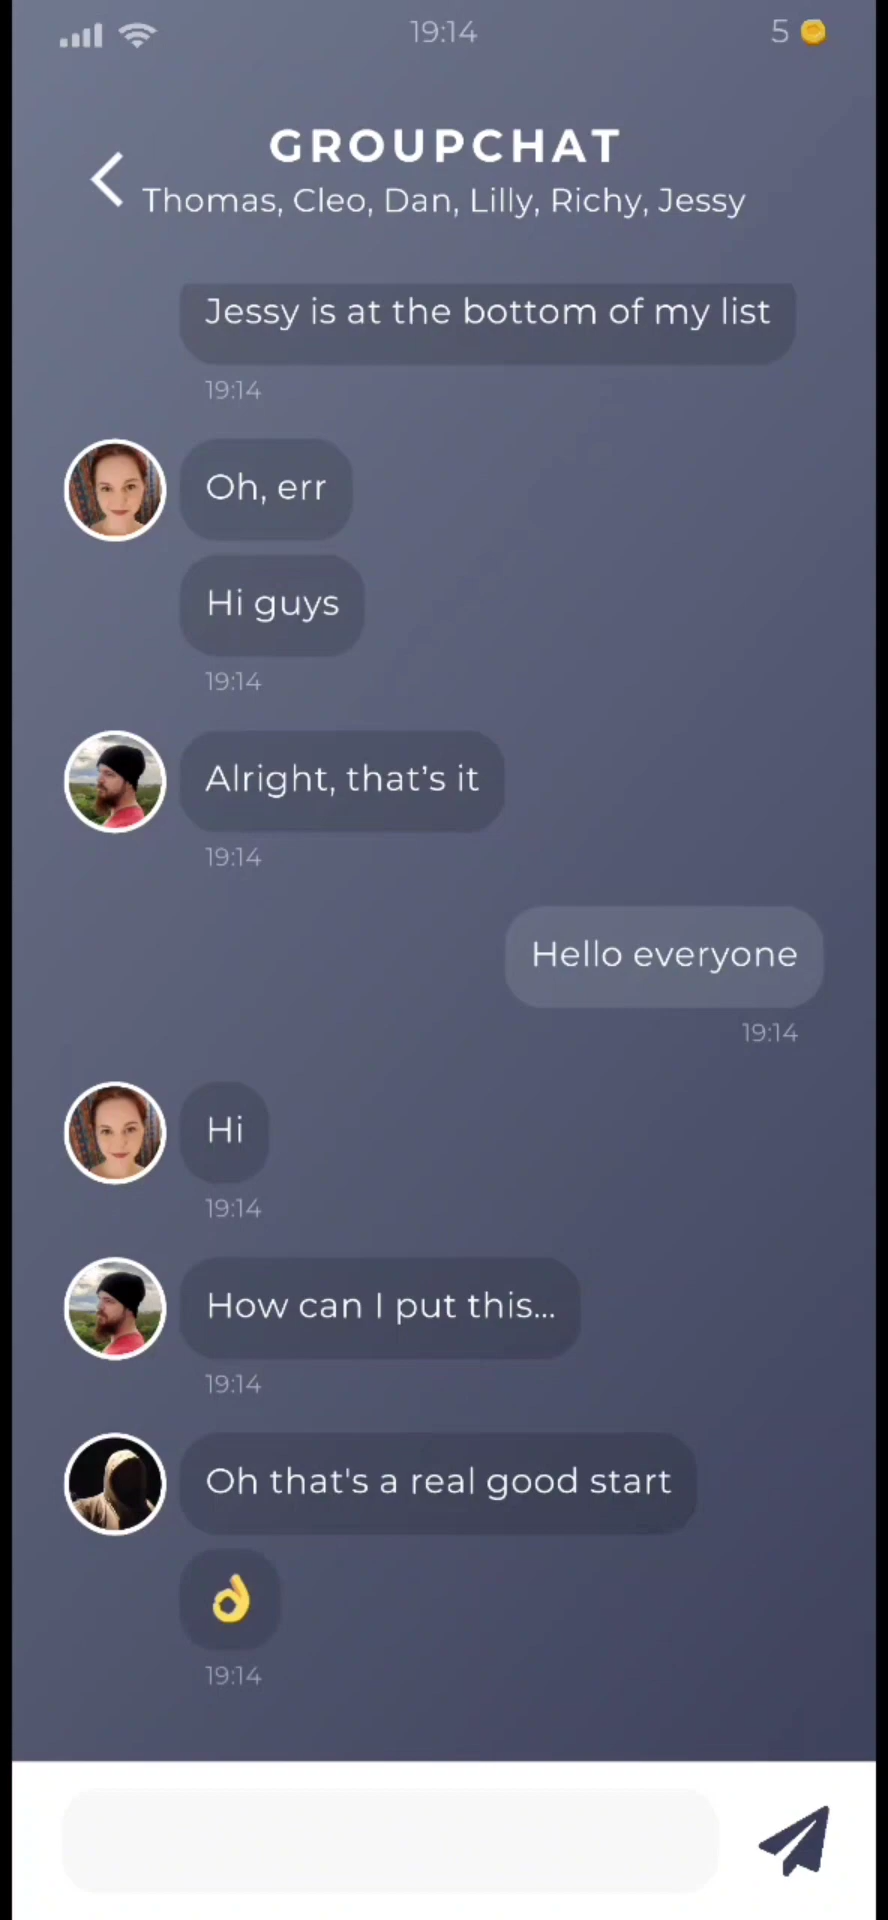 19:14
5
GROUPCHAT
Thomas, Cleo, Dan, Lilly, Richy, Jessy
Jessy is at the bottom of my list
19:14
Oh, err
Hi guys
19:14
Alright, that’s it
19:14
Hello everyone
19:14
Hi
19:14
How can I put this...
19:14
Oh that's a real good start
👌
19:14